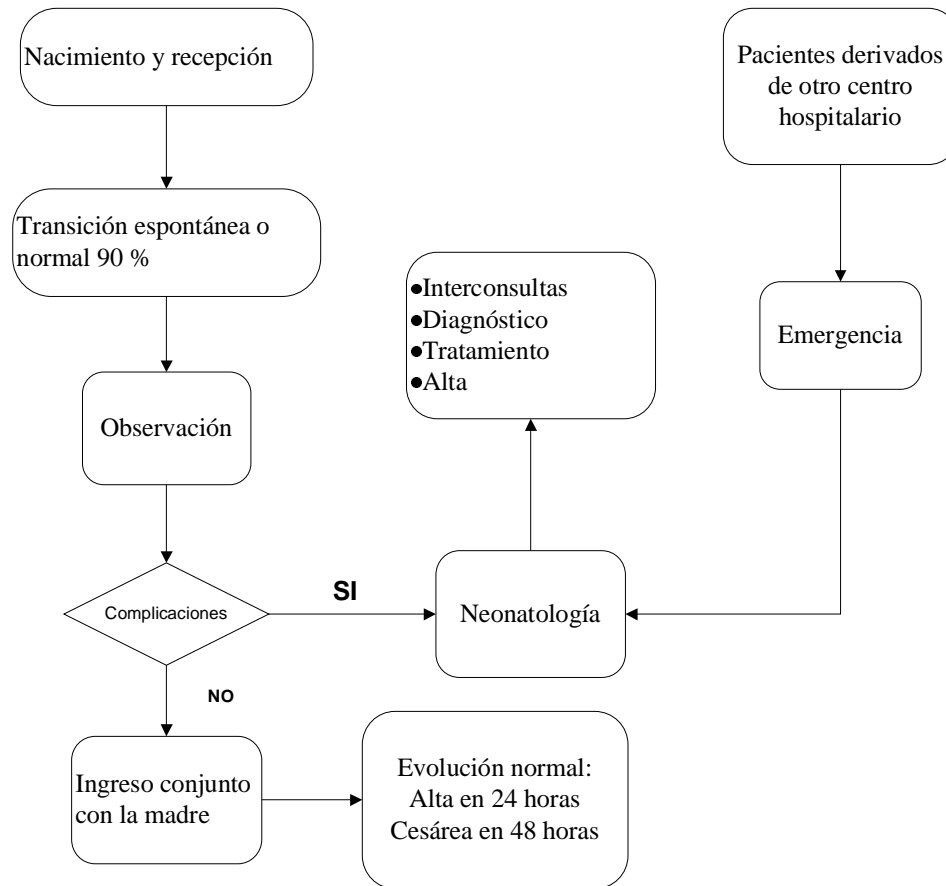 Nacimiento y recepción
Pacientes derivados
de otro centro
hospitalario
Transición espontánea o
normal 90 %
●Interconsultas
●Diagnóstico
●Tratamiento
●Alta
Emergencia
Observación
Complicaciones
SI
Neonatología
NO
Ingreso conjunto
con la madre
Evolución normal:
Alta en 24 horas
Cesárea en 48 horas